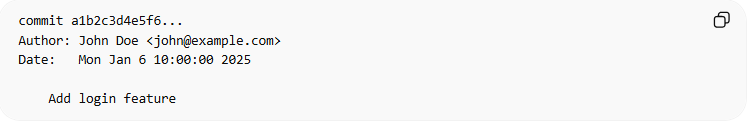 commit a1b2c3d4e5f6...
Author: John Doe <john@example.com>
Date:   Mon Jan 6 10:00:00 2025

    Add login feature